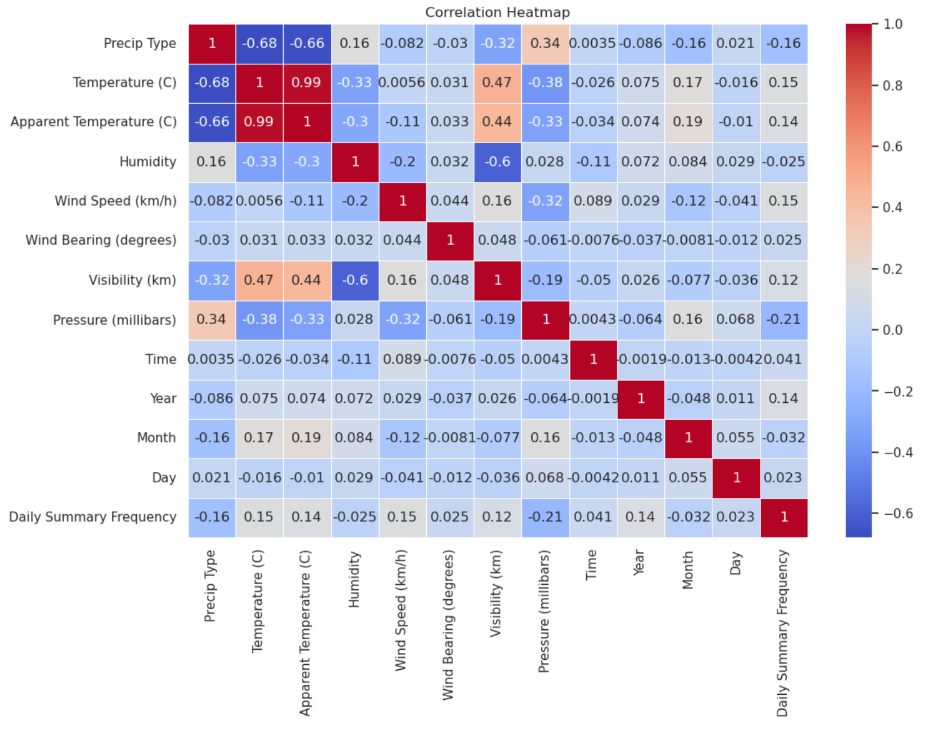 Correlation Heatmap
Precip Type 1 -0.68 -0.66 0.16 -0.082 -0.03 -0.32 0.34 0.0035 -0.086 -0.16 0.021 -0.16
Temperature (C) -0.68 1 0.99 -0.33 0.0056 0.031 0.47 -0.38 -0.026 0.075 0.17 -0.016 0.15
Apparent Temperature (C) -0.66 0.99 1 -0.3 -0.11 0.033 0.44 -0.33 -0.034 0.074 0.19 -0.01 0.14
Humidity 0.16 -0.33 -0.3 1 -0.2 0.032 -0.6 0.028 -0.11 0.072 0.084 0.029 -0.025
Wind Speed (km/h) -0.082 0.0056 -0.11 -0.2 1 0.044 0.16 -0.32 0.089 0.029 -0.12 -0.041 0.15
Wind Bearing (degrees) -0.03 0.031 0.033 0.032 0.044 1 0.048 -0.061 -0.0076 -0.037 -0.0081 -0.012 0.025
Visibility (km) -0.32 0.47 0.44 -0.6 0.16 0.048 1 -0.19 -0.05 0.026 -0.077 -0.036 0.12
Pressure (millibars) 0.34 -0.38 -0.33 0.028 -0.32 -0.061 -0.19 1 0.0043 -0.064 0.16 0.068 -0.21
Time 0.0035 -0.026 -0.034 -0.11 0.089 -0.0076 -0.05 0.0043 1 -0.0019 -0.013 -0.0042 0.041
Year -0.086 0.075 0.074 0.072 0.029 -0.037 0.026 -0.064 -0.0019 1 -0.048 0.011 0.14
Month -0.16 0.17 0.19 0.084 -0.12 -0.0081 -0.077 0.16 -0.013 -0.048 1 0.055 -0.032
Day 0.021 -0.016 -0.01 0.029 -0.041 -0.012 -0.036 0.068 -0.0042 0.011 0.055 1 0.023
Daily Summary Frequency -0.16 0.15 0.14 -0.025 0.15 0.025 0.12 -0.21 0.041 0.14 -0.032 0.023 1
Precip Type
Temperature (C)
Apparent Temperature (C)
Humidity
Wind Speed (km/h)
Wind Bearing (degrees)
Visibility (km)
Pressure (millibars)
Time
Year
Month
Day
Daily Summary Frequency
1.0
0.8
0.6
0.4
0.2
0.0
−0.2
−0.4
−0.6